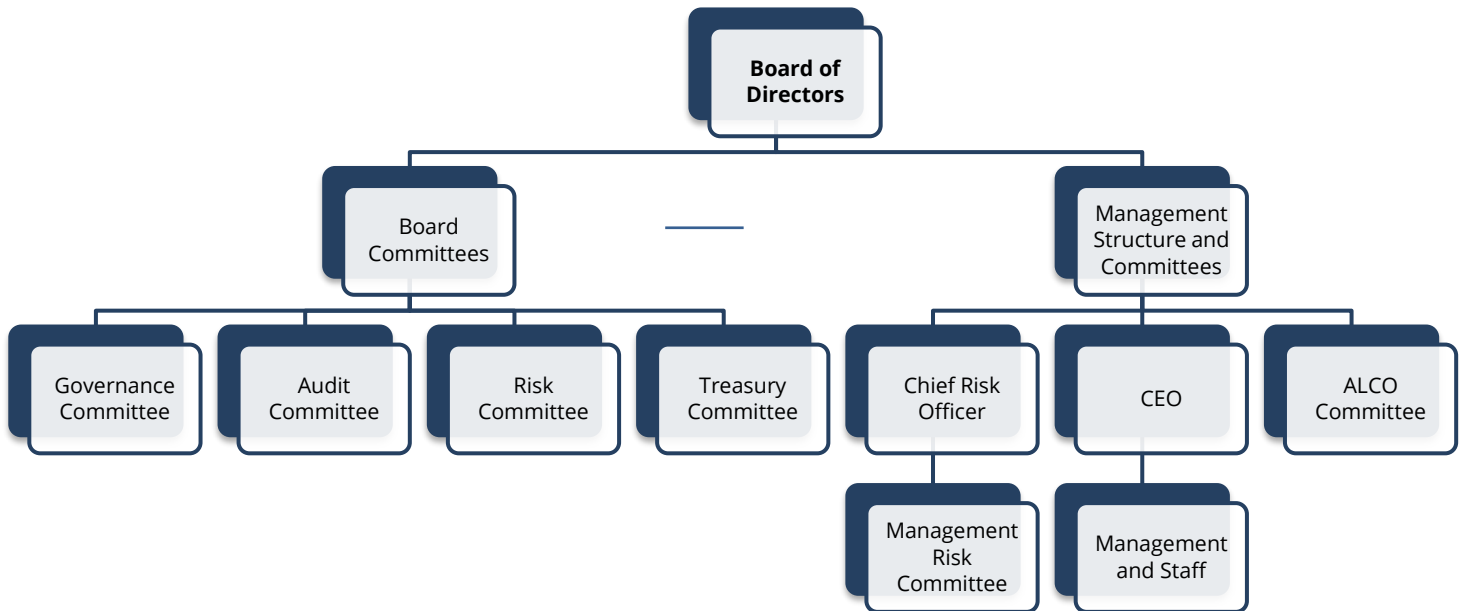 Board of
Directors
Board
Committees
Management
Structure and
Committees
Governance
Committee
Audit
Committee
Risk
Committee
Treasury
Committee
Chief Risk
Officer
CEO
ALCO
Committee
Management
Risk
Committee
Management
and Staff